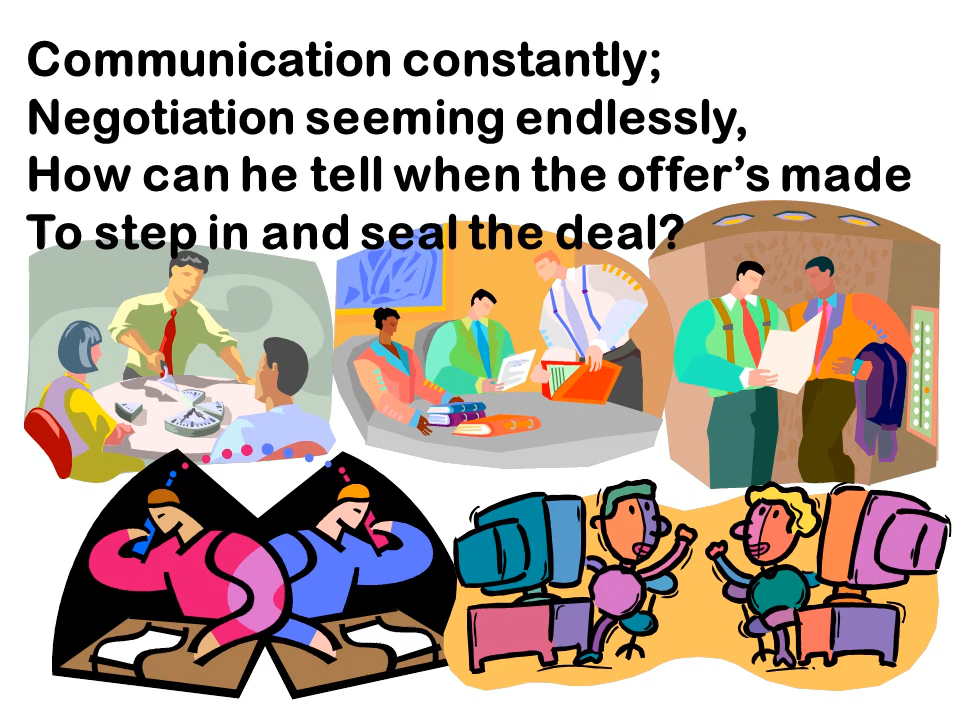 Communication constantly;
Negotiation seeming endlessly,
How can he tell when the offer’s made
To step in and seal the deal?